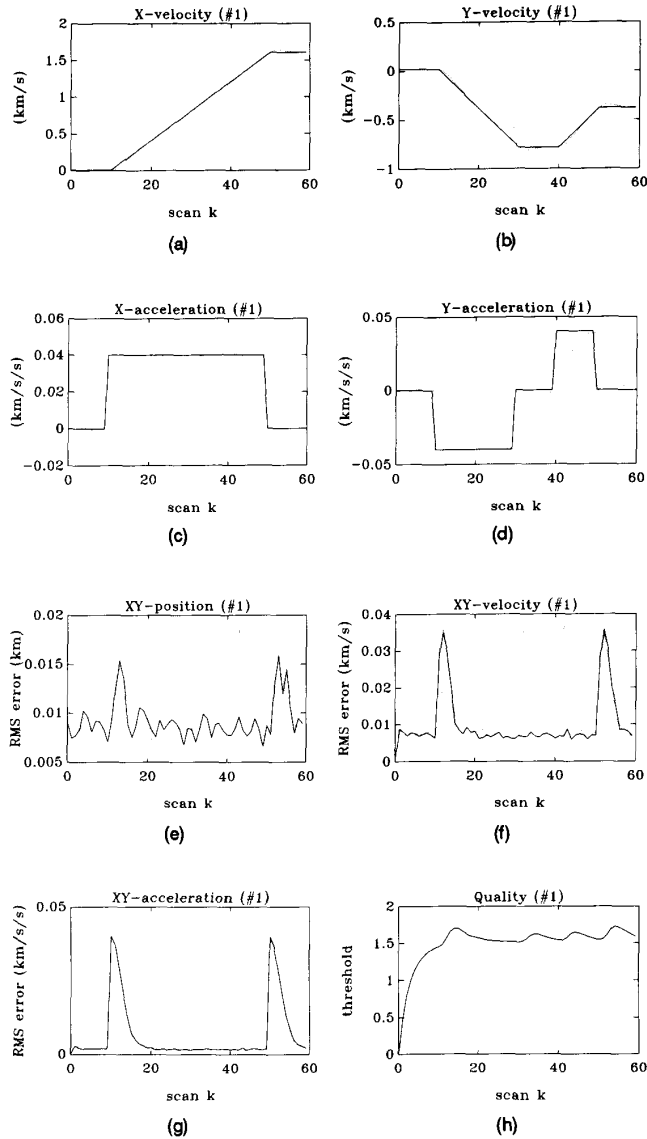 X-velocity (#1)
2
1.5
1
0.5
0
0
20
40
60
(km/s)
scan k
(a)
Y-velocity (#1)
0.5
0
-0.5
-1
0
20
40
60
(km/s)
scan k
(b)
X-acceleration (#1)
0.06
0.04
0.02
0
-0.02
0
20
40
60
(km/s/s)
scan k
(c)
Y-acceleration (#1)
0.05
0
-0.05
0
20
40
60
(km/s/s)
scan k
(d)
XY-position (#1)
0.02
0.015
0.01
0.005
0
20
40
60
RMS error (km)
scan k
(e)
XY-velocity (#1)
0.04
0.03
0.02
0.01
0
0
20
40
60
RMS error (km/s)
scan k
(f)
XY-acceleration (#1)
0.05
0
0
20
40
60
RMS error (km/s/s)
scan k
(g)
Quality (#1)
2
1.5
1
0.5
0
0
20
40
60
threshold
scan k
(h)